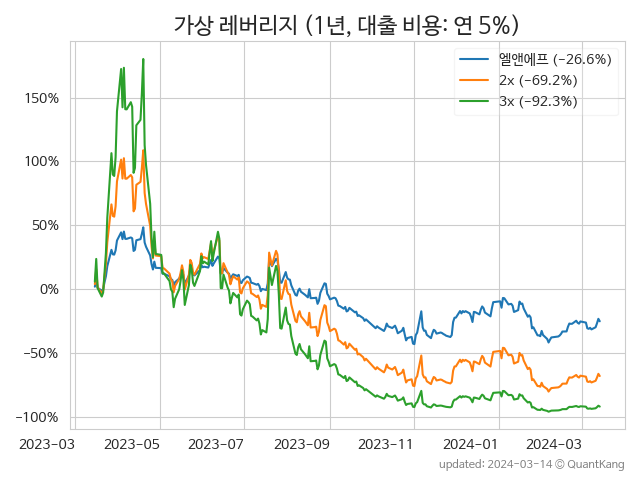 가상 레버리지 (1년, 대출 비용: 연 5%)
엘앤에프 (-26.6%)
2x (-69.2%)
3x (-92.3%)
150%
100%
50%
0%
-50%
-100%
2023-03 2023-05 2023-07 2023-09 2023-11 2024-01 2024-03
updated: 2024-03-14 © QuantKang